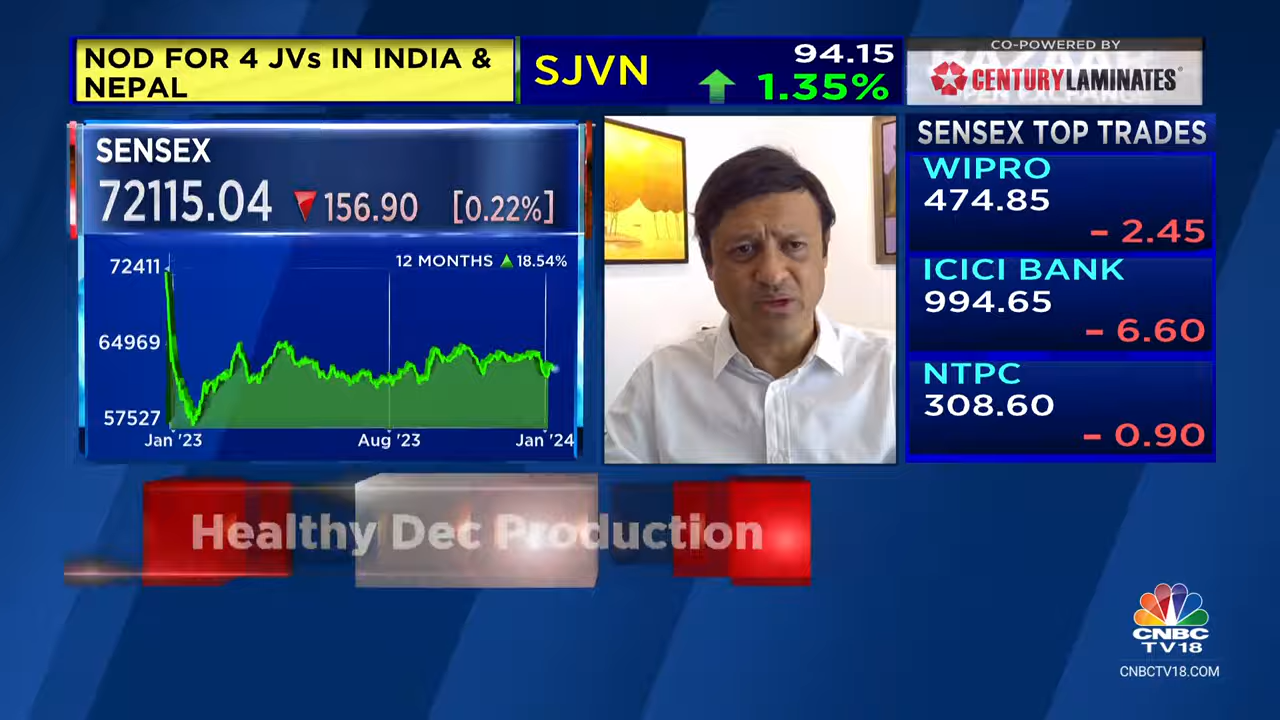 NOD FOR 4 JVs IN INDIA &
NEPAL
SJVN
94.15
1.35%
CO-POWERED BY
CENTURYLAMINATES
SENSEX
72115.04 156.90 [0.22%]
12 MONTHS 18.54%
72411
64969
57527
Jan '23 Aug '23 Jan '24
SENSEX TOP TRADES
WIPRO
474.85
- 2.45
ICICI BANK
994.65
- 6.60
NTPC
308.60
- 0.90
Healthy Dec Production
CNBC
TV18
CNBCTV18.COM